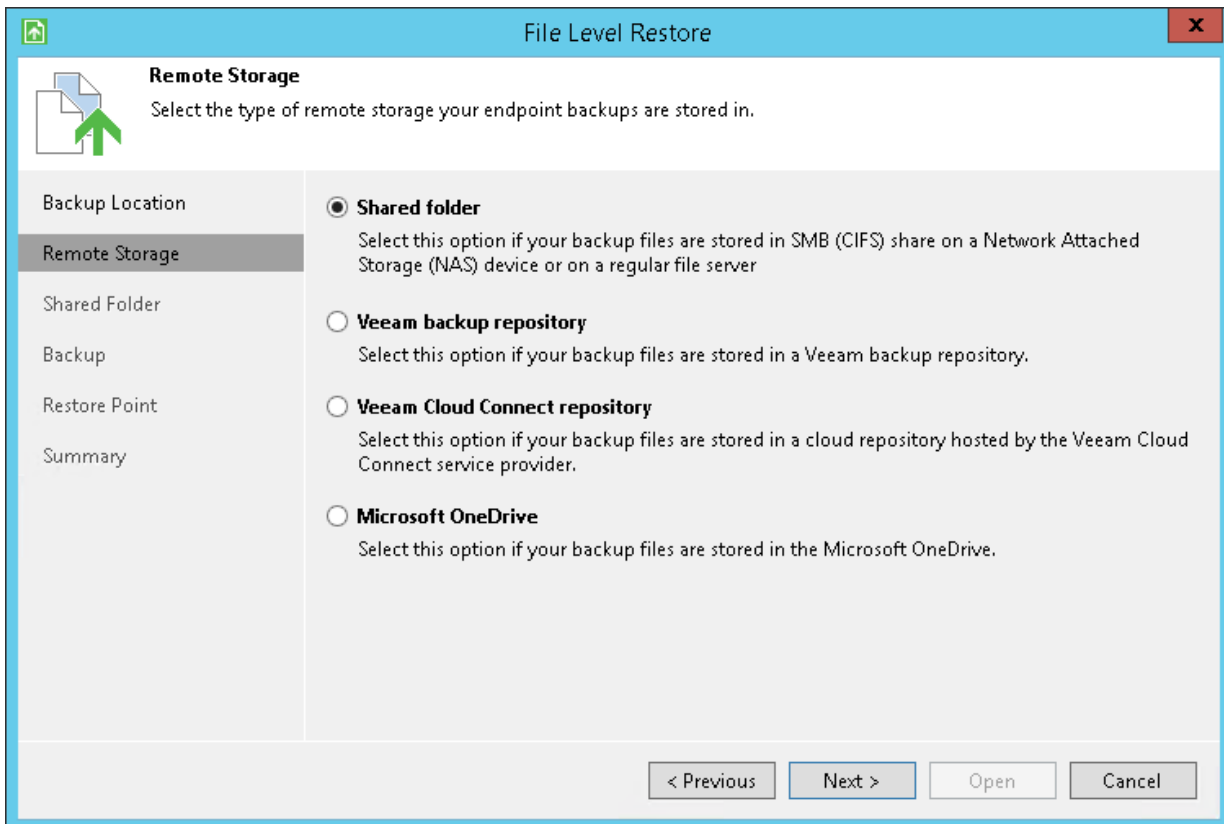 File Level Restore
x
Remote Storage
Select the type of remote storage your endpoint backups are stored in.
Backup Location
Remote Storage
Shared Folder
Backup
Restore Point
Summary
Shared folder
Select this option if your backup files are stored in SMB (CIFS) share on a Network Attached
Storage (NAS) device or on a regular file server
Veeam backup repository
Select this option if your backup files are stored in a Veeam backup repository.
Veeam Cloud Connect repository
Select this option if your backup files are stored in a cloud repository hosted by the Veeam Cloud
Connect service provider.
Microsoft OneDrive
Select this option if your backup files are stored in the Microsoft OneDrive.
< Previous
Next >
Open
Cancel